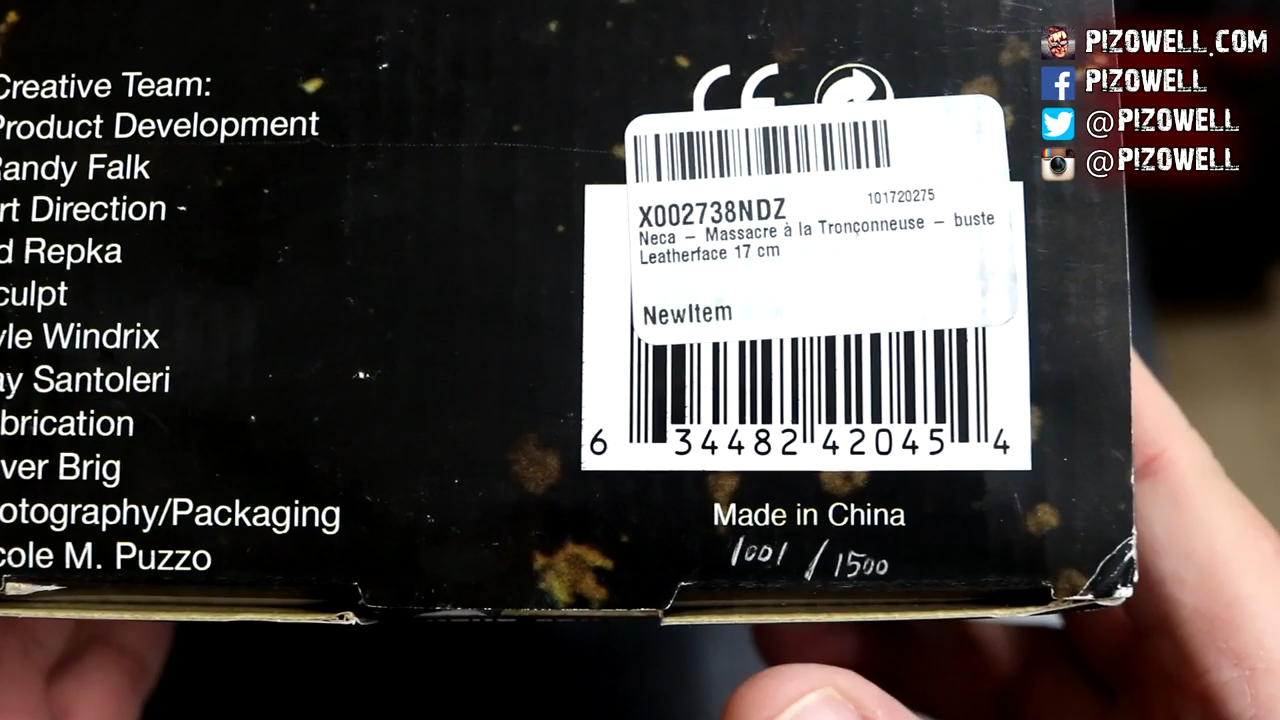 Creative Team:
Product Development
Randy Falk
rt Direction -
d Repka
culpt
yle Windrix
ay Santoleri
brication
ver Brig
otography/Packaging
cole M. Puzzo
X002738NDZ
101720275
Neca – Massacre à la Tronçonneuse – buste
Leatherface 17 cm
NewItem
6 34482 42045 4
Made in China
1001 / 1500
PIZOWELL.COM
PIZOWELL
@PIZOWELL
@PIZOWELL